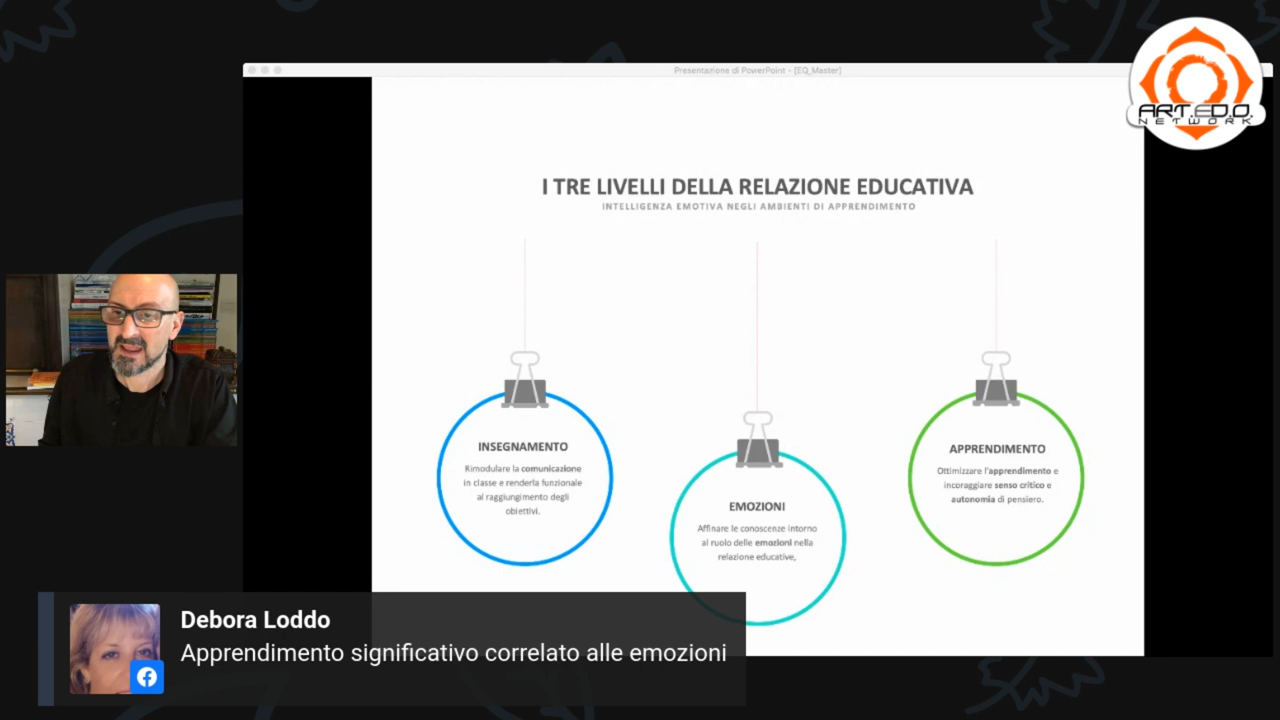 Presentazione di PowerPoint - [EQ_Master]
ART.E.D.O.
NETWORK
I TRE LIVELLI DELLA RELAZIONE EDUCATIVA
INTELLIGENZA EMOTIVA NEGLI AMBIENTI DI APPRENDIMENTO
INSEGNAMENTO
Rimodulare la comunicazione
in classe e renderla funzionale
al raggiungimento degli
obiettivi.
EMOZIONI
Affinare le conoscenze intorno
al ruolo delle emozioni nella
relazione educative,
APPRENDIMENTO
Ottimizzare l'apprendimento e
incoraggiare senso critico e
autonomia di pensiero.
Debora Loddo
Apprendimento significativo correlato alle emozioni